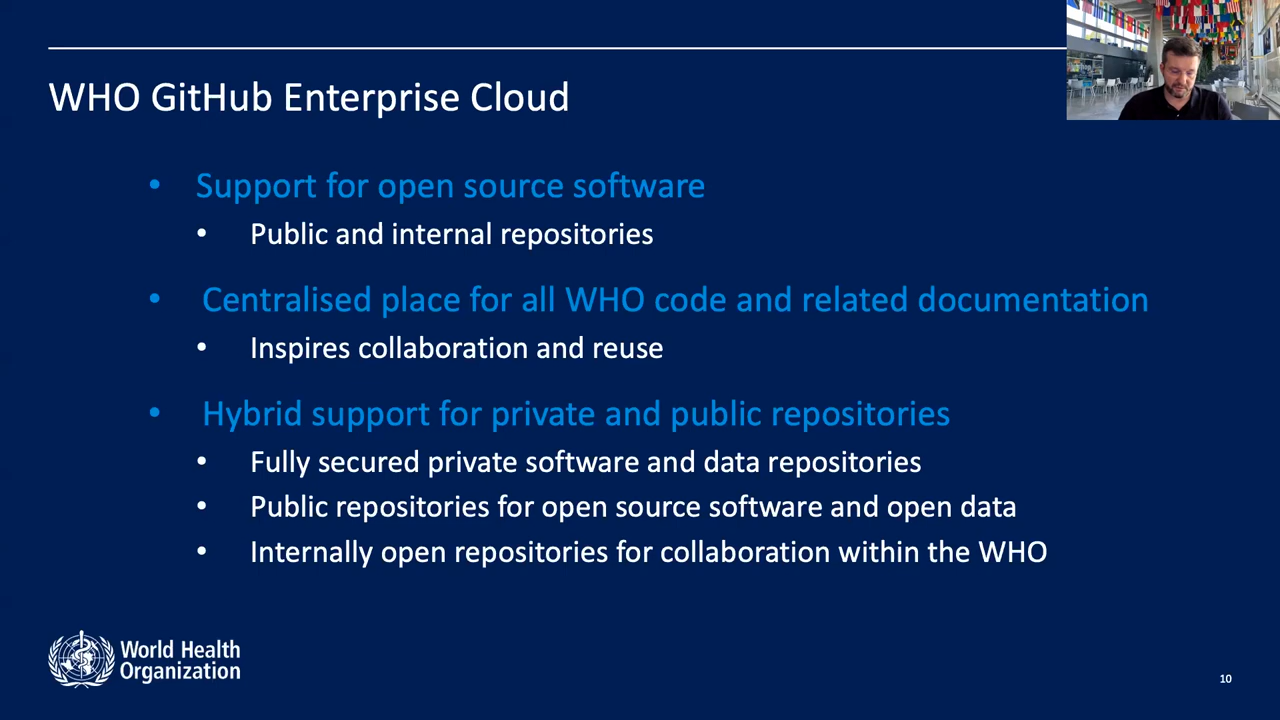 WHO GitHub Enterprise Cloud
• Support for open source software
• Public and internal repositories
• Centralised place for all WHO code and related documentation
• Inspires collaboration and reuse
• Hybrid support for private and public repositories
• Fully secured private software and data repositories
• Public repositories for open source software and open data
• Internally open repositories for collaboration within the WHO
World Health
Organization
10